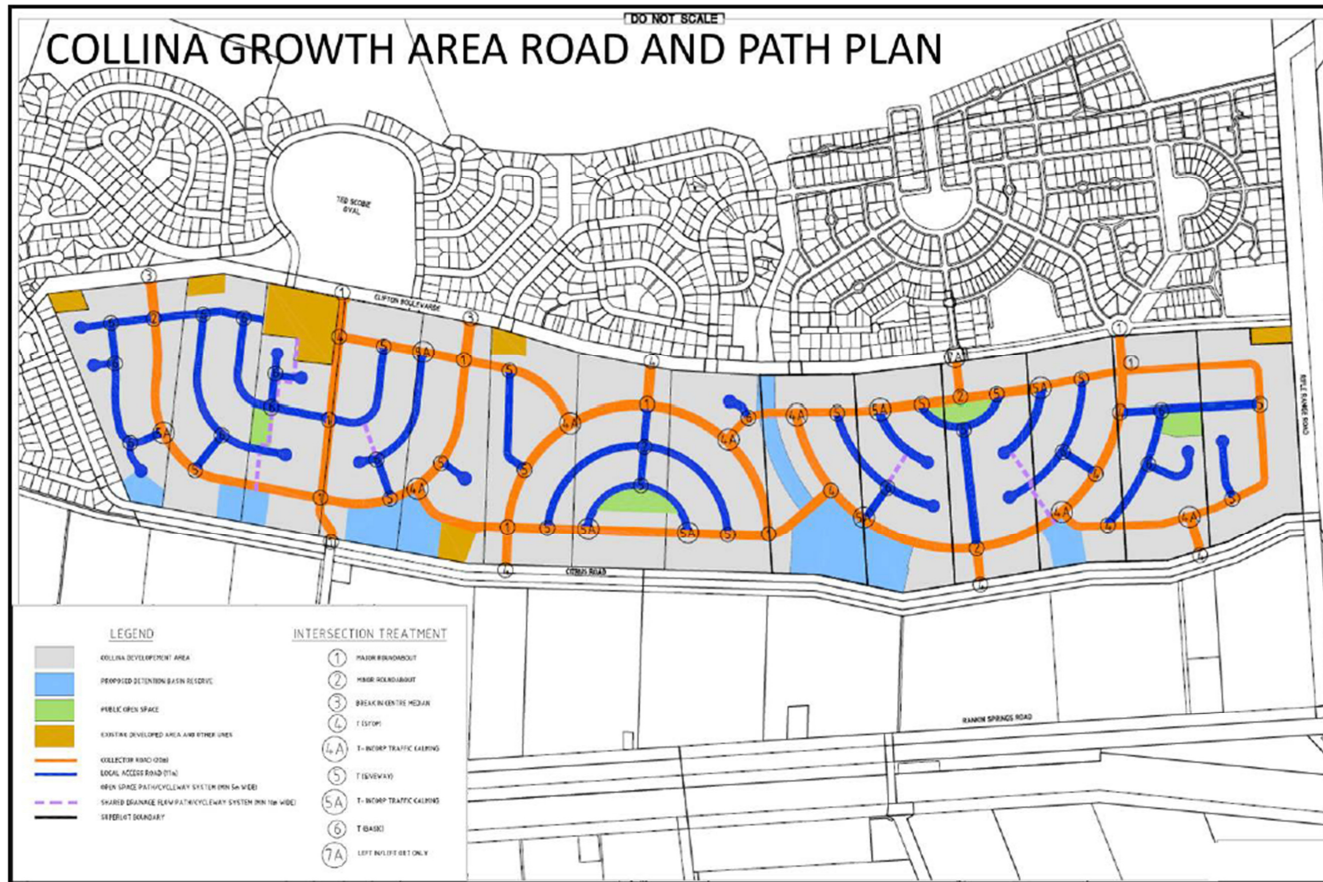 DO NOT SCALE
COLLINA GROWTH AREA ROAD AND PATH PLAN
TED SCOBIE
OVAL
CLIFTON BOULEVARDE
RIFLE RANGE ROAD
CITRUS ROAD
RANKIN SPRINGS ROAD
LEGEND
COLLINA DEVELOPEMENT AREA
PROPOSED DETENTION BASIN RESERVE
PUBLIC OPEN SPACE
EXISTING DEVELOPED AREA AND OTHER USES
COLLECTOR ROAD (20m)
LOCAL ACCESS ROAD (17m)
OPEN SPACE PATH/CYCLEWAY SYSTEM (MIN 5m WIDE)
SHARED DRAINAGE FLOW PATH/CYCLEWAY SYSTEM (MIN 10m WIDE)
SUPERLOT BOUNDARY
INTERSECTION TREATMENT
1 MAJOR ROUNDABOUT
2 MINOR ROUNDABOUT
3 BREAK IN CENTRE MEDIAN
4 T (STOP)
4A T- INCORP TRAFFIC CALMING
5 T (GIVEWAY)
5A T- INCORP TRAFFIC CALMING
6 T (BASIC)
7A LEFT IN/LEFT OUT ONLY